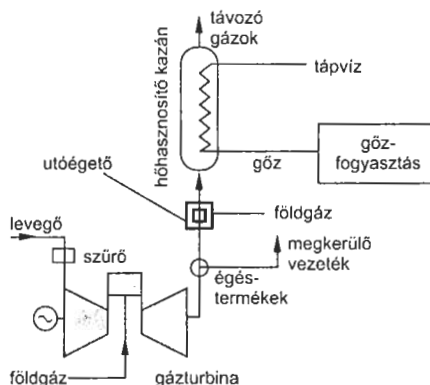 távozó
gázok
hőhasznosító kazán
tápvíz
gőz
gőz-
fogyasztás
utóégető
földgáz
levegő
megkerülő
vezeték
szűrő
égés-
termékek
földgáz
gázturbina